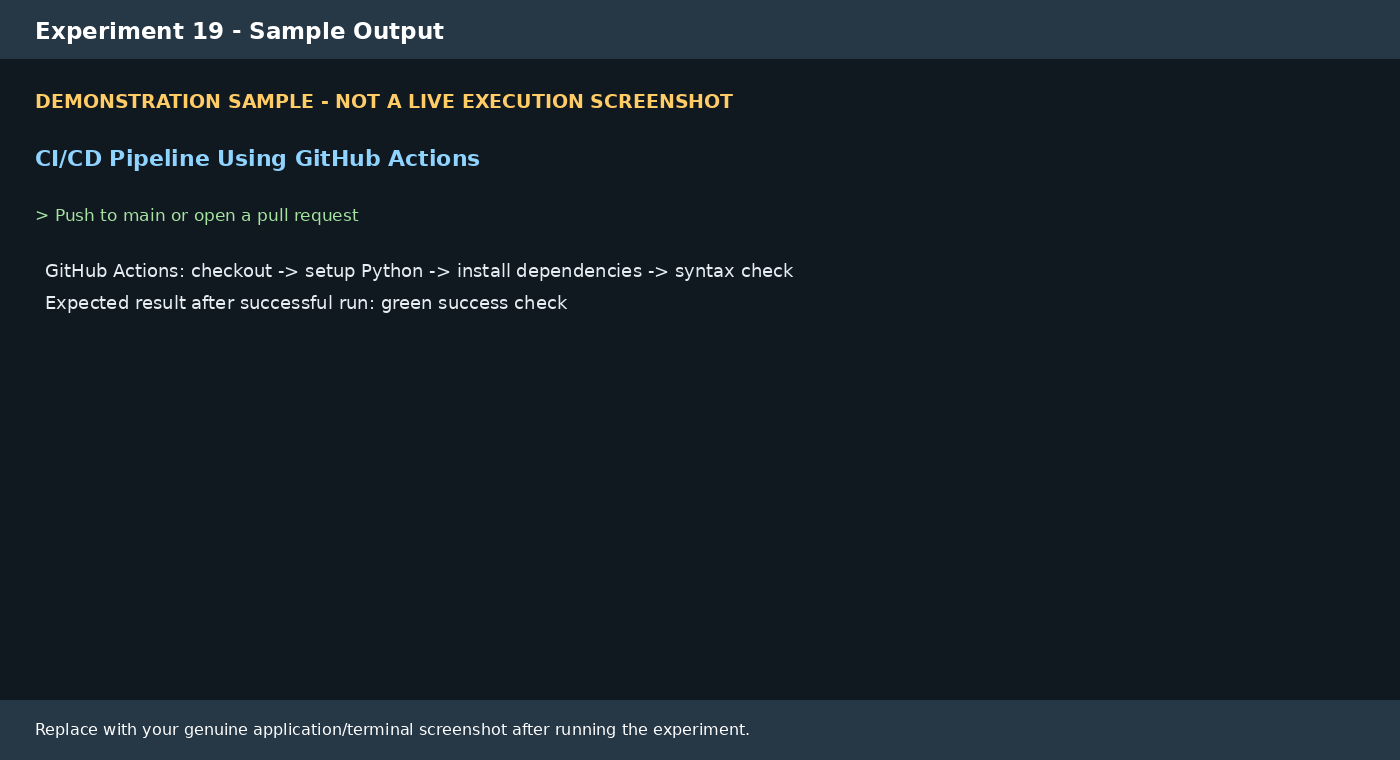 Experiment 19 - Sample Output
DEMONSTRATION SAMPLE - NOT A LIVE EXECUTION SCREENSHOT
CI/CD Pipeline Using GitHub Actions
> Push to main or open a pull request
GitHub Actions: checkout -> setup Python -> install dependencies -> syntax check
Expected result after successful run: green success check
Replace with your genuine application/terminal screenshot after running the experiment.